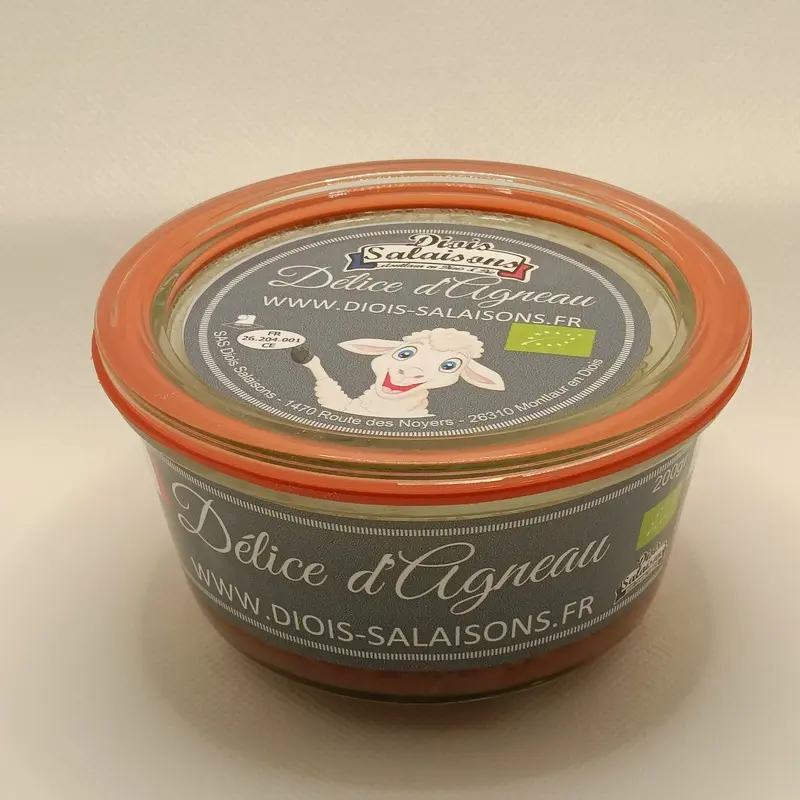 Diois
Salaisons
Délice d'Agneau
WWW.DIOIS-SALAISONS.FR
FR
26.204.001
CE
SAS Diois Salaisons - 1470 Route des Noyers - 26310 Montlaur en Diois
200gr
Délice d'Agneau
WWW.DIOIS-SALAISONS.FR